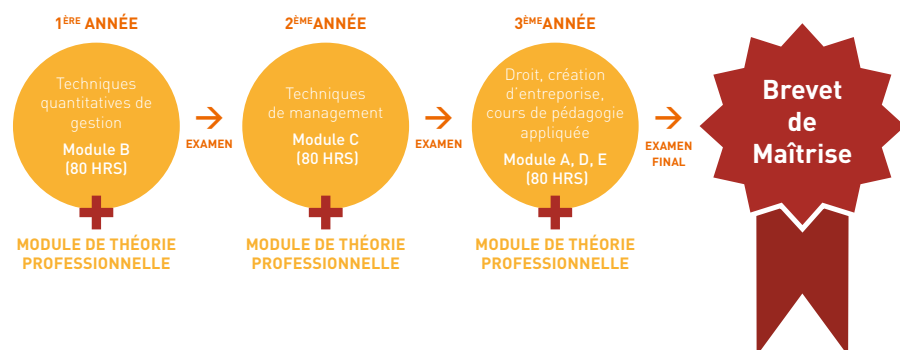 1ÈRE ANNÉE
Techniques
quantitatives de
gestion
Module B
(80 HRS)
MODULE DE THÉORIE
PROFESSIONNELLE
EXAMEN
2ÈME ANNÉE
Techniques
de management
Module C
(80 HRS)
MODULE DE THÉORIE
PROFESSIONNELLE
EXAMEN
3ÈME ANNÉE
Droit, création
d'entreporise,
cours de pédagogie
appliquée
Module A, D, E
(80 HRS)
MODULE DE THÉORIE
PROFESSIONNELLE
EXAMEN
FINAL
Brevet
de
Maîtrise